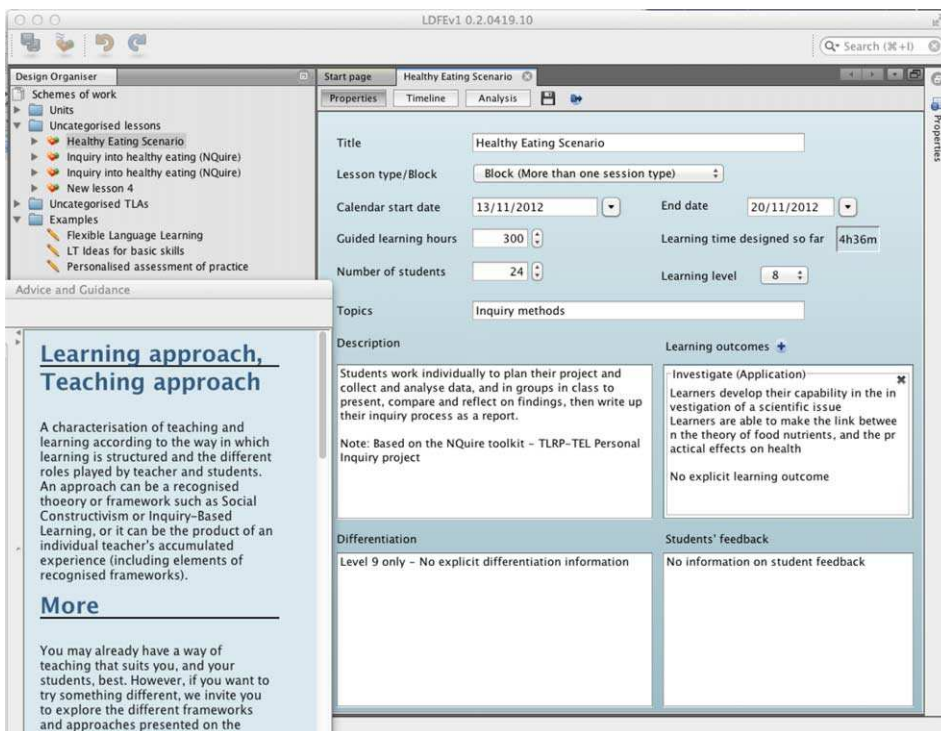 LDFEv1 0.2.0419.10
Search (⌘+I)
Design Organiser
Schemes of work
Units
Uncategorised lessons
Healthy Eating Scenario
Inquiry into healthy eating (NQuire)
Inquiry into healthy eating (NQuire)
New lesson 4
Uncategorised TLAs
Examples
Flexible Language Learning
LT Ideas for basic skills
Personalised assessment of practice
Advice and Guidance
Learning approach,
Teaching approach
A characterisation of teaching and
learning according to the way in which
learning is structured and the different
roles played by teacher and students.
An approach can be a recognised
thoeory or framework such as Social
Constructivism or Inquiry-Based
Learning, or it can be the product of an
individual teacher's accumulated
experience (including elements of
recognised frameworks).
More
You may already have a way of
teaching that suits you, and your
students, best. However, if you want to
try something different, we invite you
to explore the different frameworks
and approaches presented on the
Start page
Healthy Eating Scenario
Properties
Timeline
Analysis
Title
Healthy Eating Scenario
Lesson type/Block
Block (More than one session type)
Calendar start date
13/11/2012
End date
20/11/2012
Guided learning hours
300
Learning time designed so far
4h36m
Number of students
24
Learning level
8
Topics
Inquiry methods
Description
Students work individually to plan their project and
collect and analyse data, and in groups in class to
present, compare and reflect on findings, then write up
their inquiry process as a report.
Note: Based on the NQuire toolkit - TLRP-TEL Personal
Inquiry project
Learning outcomes
Investigate (Application)
Learners develop their capability in the in
vestigation of a scientific issue
Learners are able to make the link betwee
n the theory of food nutrients, and the pr
actical effects on health
No explicit learning outcome
Differentiation
Level 9 only - No explicit differentiation information
Students' feedback
No information on student feedback
Properties